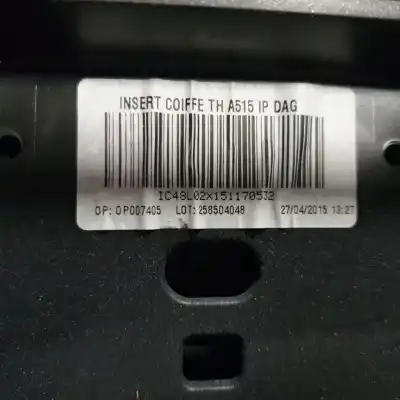 INSERT COIFFE TH A515 IP DAG
IC48L02X151170532
OP: OP007405 LOT: 258504048 27/04/2015 13:27